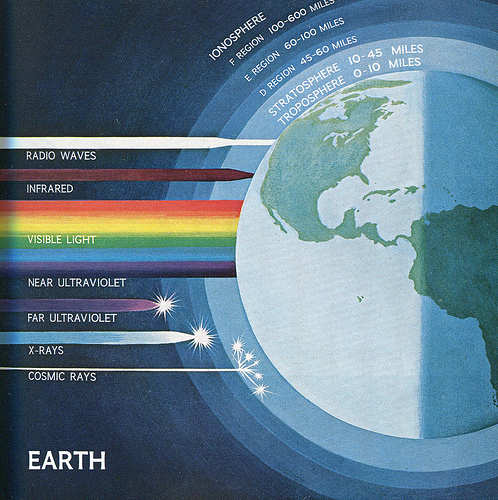 IONOSPHERE
F REGION 100-600 MILES
E REGION 60-100 MILES
D REGION 45-60 MILES
STRATOSPHERE 10-45 MILES
TROPOSPHERE 0-10 MILES
RADIO WAVES
INFRARED
VISIBLE LIGHT
NEAR ULTRAVIOLET
FAR ULTRAVIOLET
X-RAYS
COSMIC RAYS
EARTH